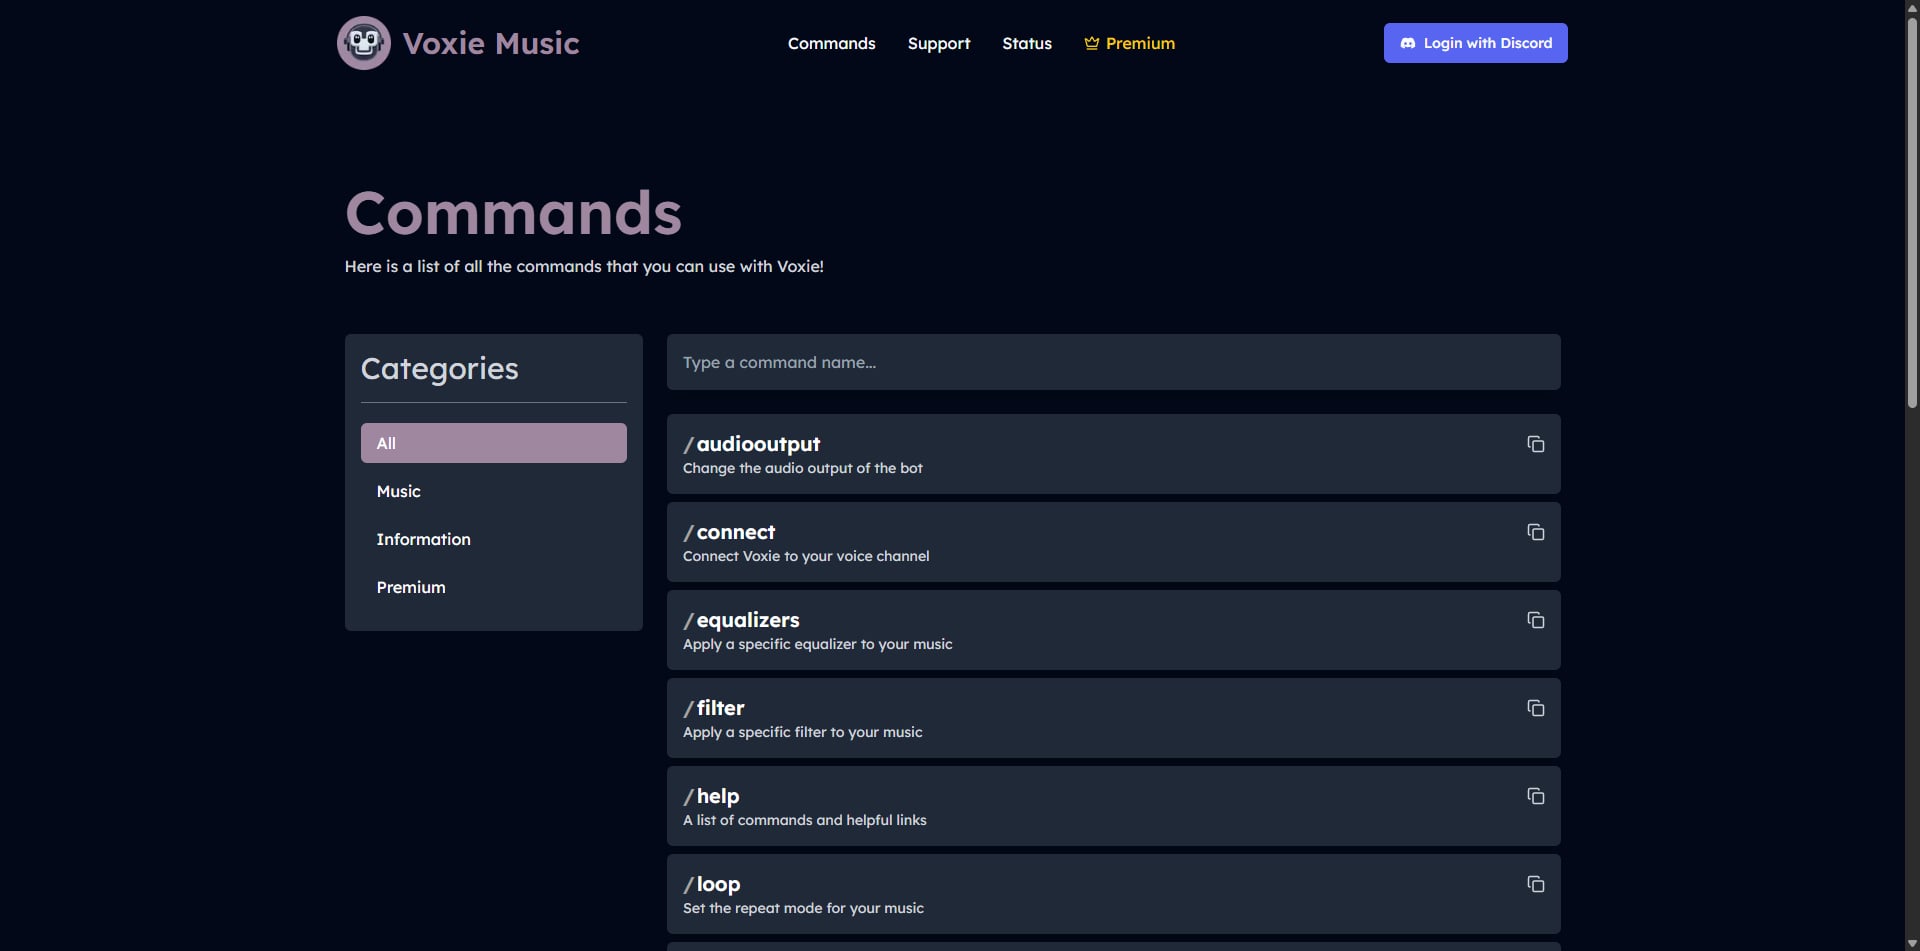 Voxie Music
Commands
Support
Status
Premium
Login with Discord
Commands
Here is a list of all the commands that you can use with Voxie!
Categories
All
Music
Information
Premium
Type a command name...
/audiooutput
Change the audio output of the bot
/connect
Connect Voxie to your voice channel
/equalizers
Apply a specific equalizer to your music
/filter
Apply a specific filter to your music
/help
A list of commands and helpful links
/loop
Set the repeat mode for your music